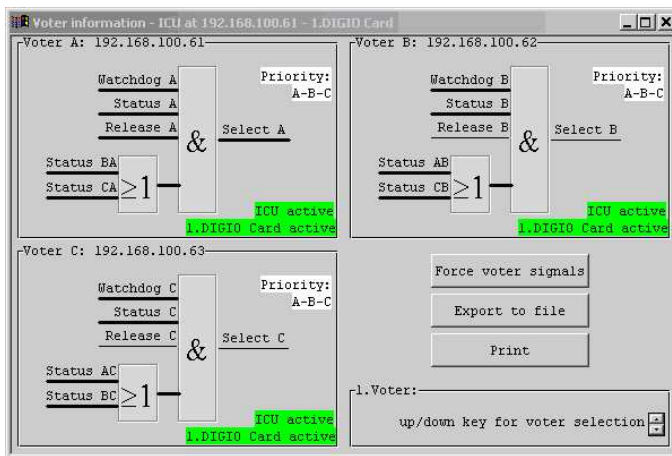 Voter information - ICU at 192.168.100.61 - 1.DIGIO Card
Voter A: 192.168.100.61
Watchdog A
Status A
Release A
Status BA
Status CA
≥1
&
Select A
Priority:
A-B-C
ICU active
1.DIGIO Card active
Voter B: 192.168.100.62
Watchdog B
Status B
Release B
Status AB
Status CB
≥1
&
Select B
Priority:
A-B-C
ICU active
1.DIGIO Card active
Voter C: 192.168.100.63
Watchdog C
Status C
Release C
Status AC
Status BC
≥1
&
Select C
Priority:
A-B-C
ICU active
1.DIGIO Card active
Force voter signals
Export to file
Print
1.Voter:
up/down key for voter selection